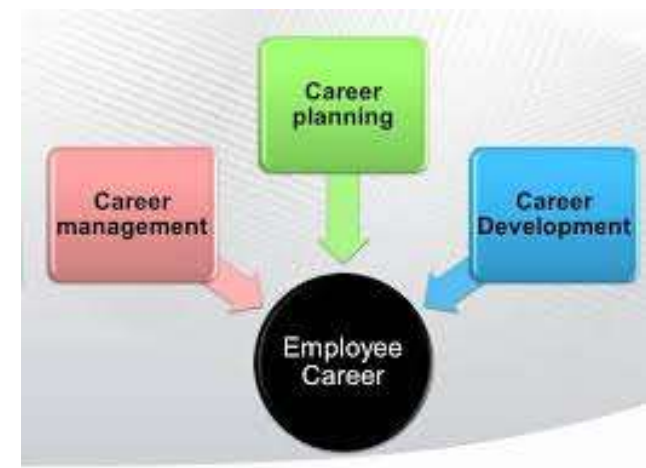 Career
planning
Career
management
Career
Development
Employee
Career